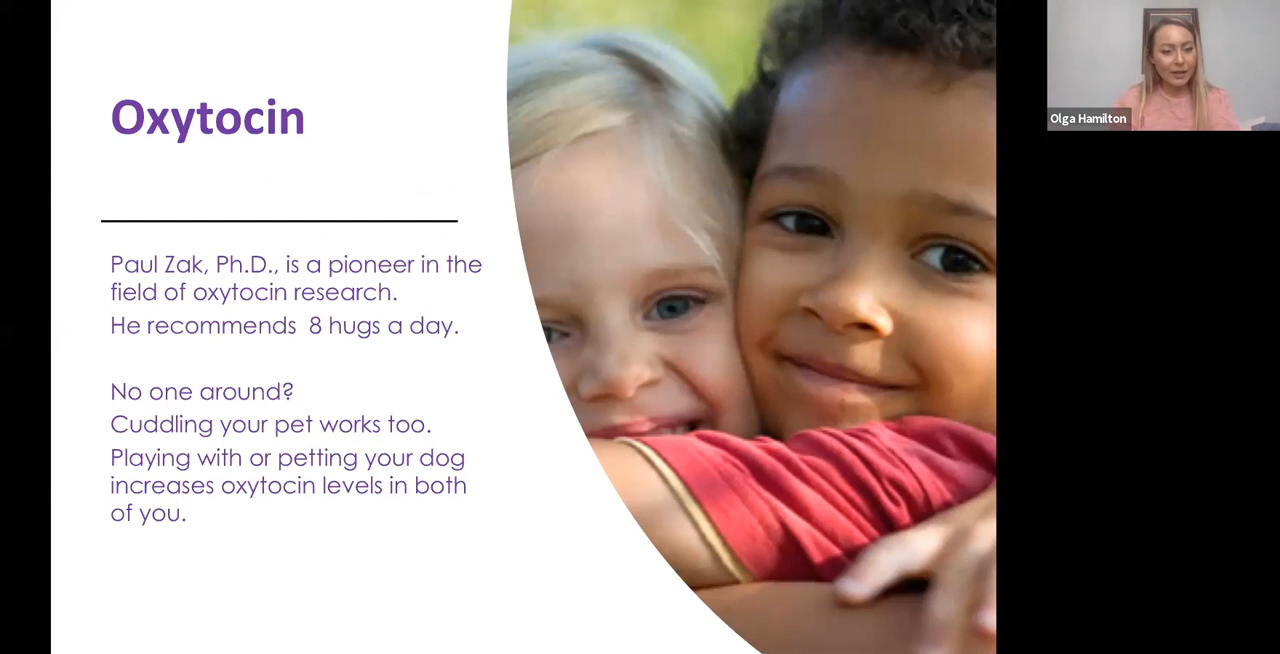 Oxytocin
Paul Zak, Ph.D., is a pioneer in the
field of oxytocin research.
He recommends  8 hugs a day.
No one around?
Cuddling your pet works too.
Playing with or petting your dog
increases oxytocin levels in both
of you.
Olga Hamilton